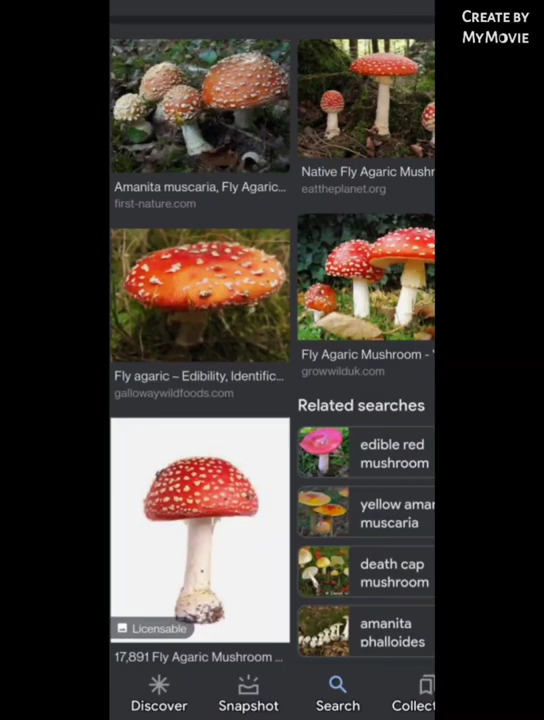 CREATE BY
MYMOVIE
Amanita muscaria, Fly Agaric...
first-nature.com
Native Fly Agaric Mushr
eattheplanet.org
Fly agaric – Edibility, Identific...
gallowaywildfoods.com
Fly Agaric Mushroom -
growwilduk.com
Related searches
edible red
mushroom
yellow amar
muscaria
death cap
mushroom
amanita
phalloides
Licensable
17,891 Fly Agaric Mushroom ...
Discover
Snapshot
Search
Collect